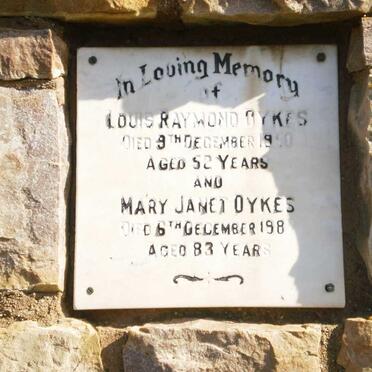 In Loving Memory
of
LOUIS RAYMOND DYKES
DIED 9TH DECEMBER
AGED 52 YEARS
AND
MARY JANET DYKES
DIED 6TH DECEMBER 198
AGED 83 YEARS